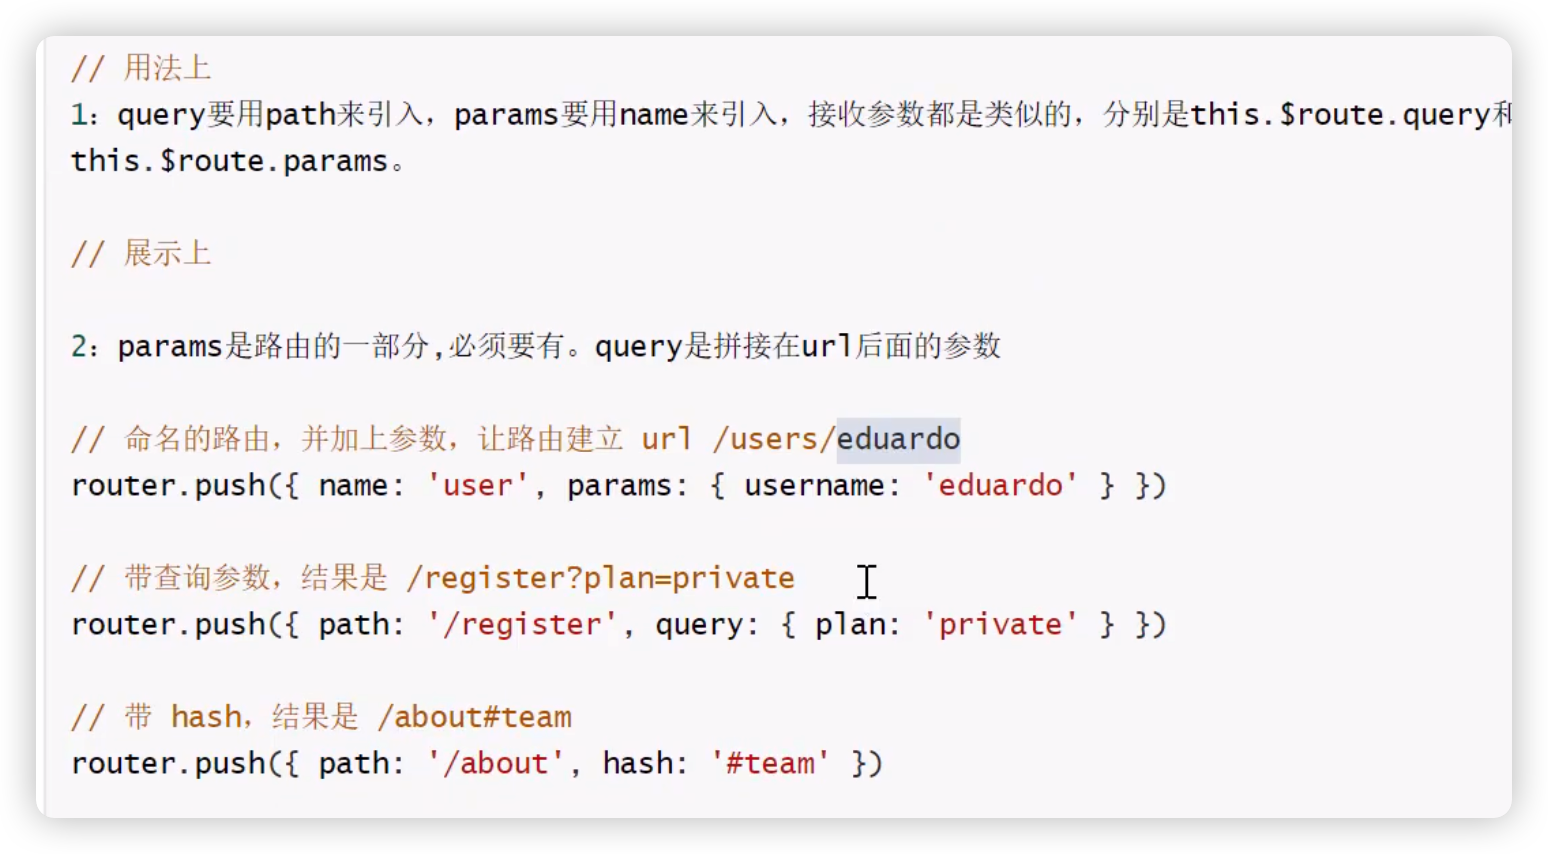 // 用法上
1：query要用path来引入，params要用name来引入，接收参数都是类似的，分别是this.$route.query和
this.$route.params。
// 展示上
2：params是路由的一部分,必须要有。query是拼接在url后面的参数
// 命名的路由，并加上参数，让路由建立 url /users/eduardo
router.push({ name: 'user', params: { username: 'eduardo' } })
// 带查询参数，结果是 /register?plan=private
router.push({ path: '/register', query: { plan: 'private' } })
// 带 hash，结果是 /about#team
router.push({ path: '/about', hash: '#team' })